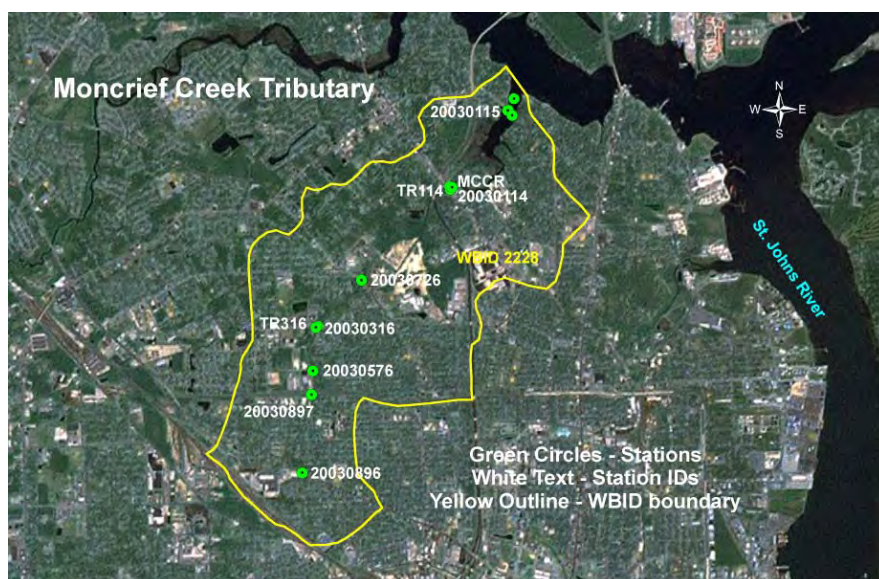 Moncrief Creek Tributary
N
W E
S
20030115
MCCR
TR114
20030114
WBID 2228
St. Johns River
20030726
TR316
20030316
20030576
20030897
20030896
Green Circles - Stations
White Text - Station IDs
Yellow Outline - WBID boundary